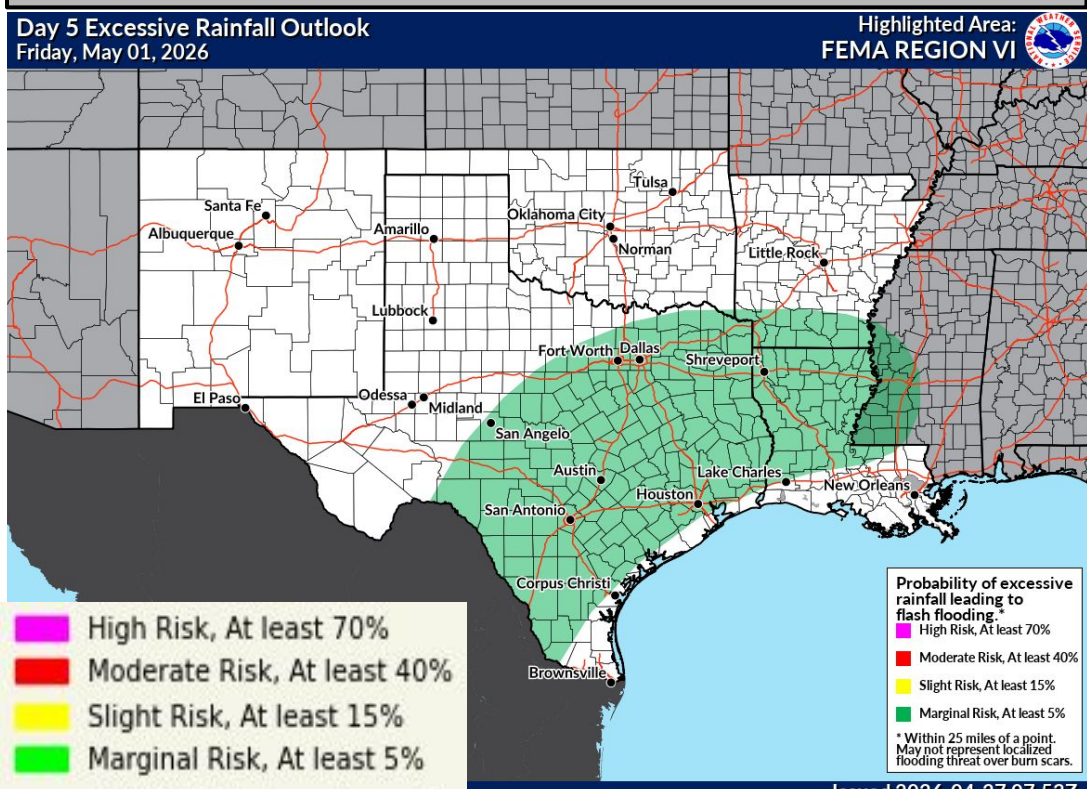 Day 5 Excessive Rainfall Outlook
Friday, May 01, 2026
Highlighted Area:
FEMA REGION VI
NATIONAL WEATHER SERVICE
Tulsa
Santa Fe
Oklahoma City
Albuquerque
Amarillo
Norman
Little Rock
Lubbock
Fort Worth
Dallas
Shreveport
El Paso
Odessa
Midland
San Angelo
Austin
Lake Charles
Houston
New Orleans
San Antonio
Corpus Christi
Brownsville
High Risk, At least 70%
Moderate Risk, At least 40%
Slight Risk, At least 15%
Marginal Risk, At least 5%
Probability of excessive
rainfall leading to
flash flooding.*
High Risk, At least 70%
Moderate Risk, At least 40%
Slight Risk, At least 15%
Marginal Risk, At least 5%
* Within 25 miles of a point.
May not represent localized
flooding threat over burn scars.